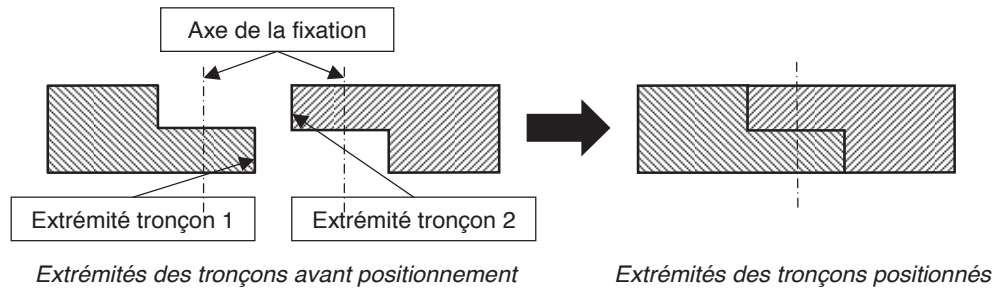 Axe de la fixation
Extrémité tronçon 1
Extrémité tronçon 2
Extrémités des tronçons avant positionnement
Extrémités des tronçons positionnés